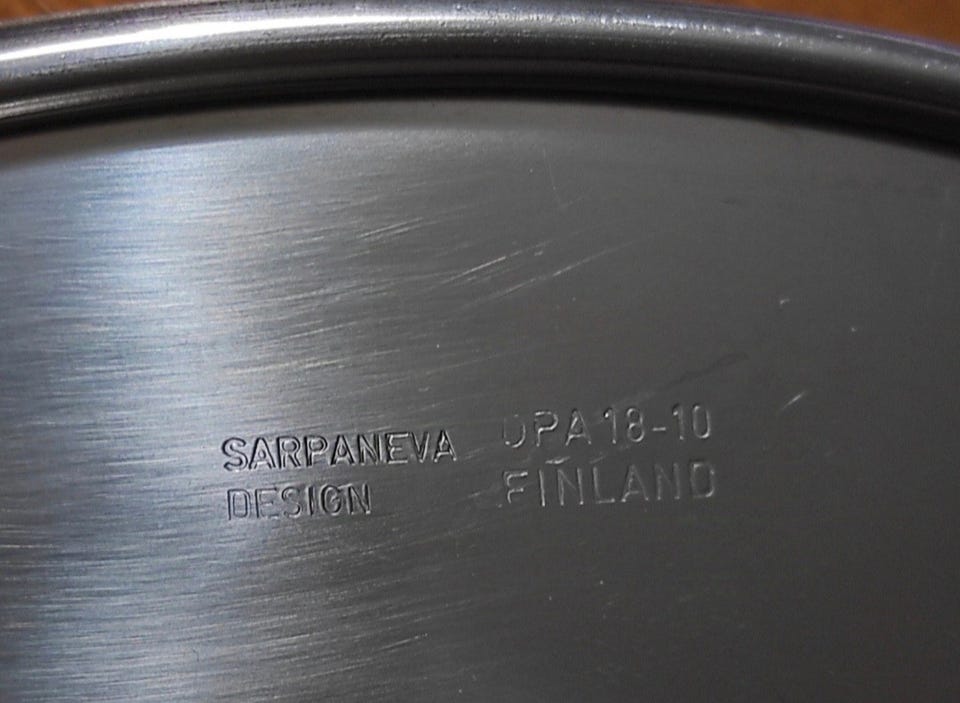 SARPANEVA
DESIGN
OPA 18-10
FINLAND